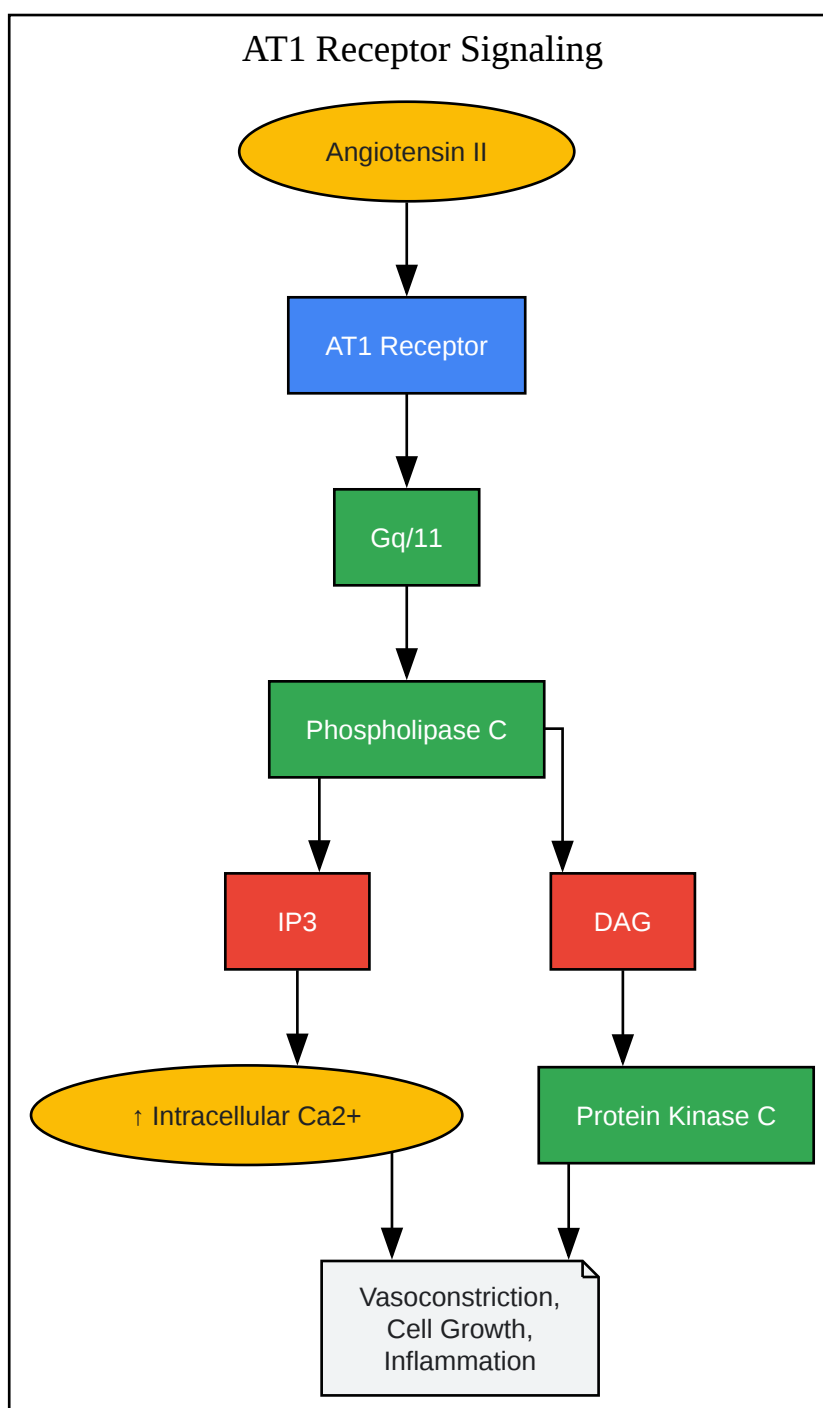 AT1 Receptor Signaling
Angiotensin II
AT1 Receptor
Gq/11
Phospholipase C
IP3
DAG
↑ Intracellular Ca2+
Protein Kinase C
Vasoconstriction,
Cell Growth,
Inflammation